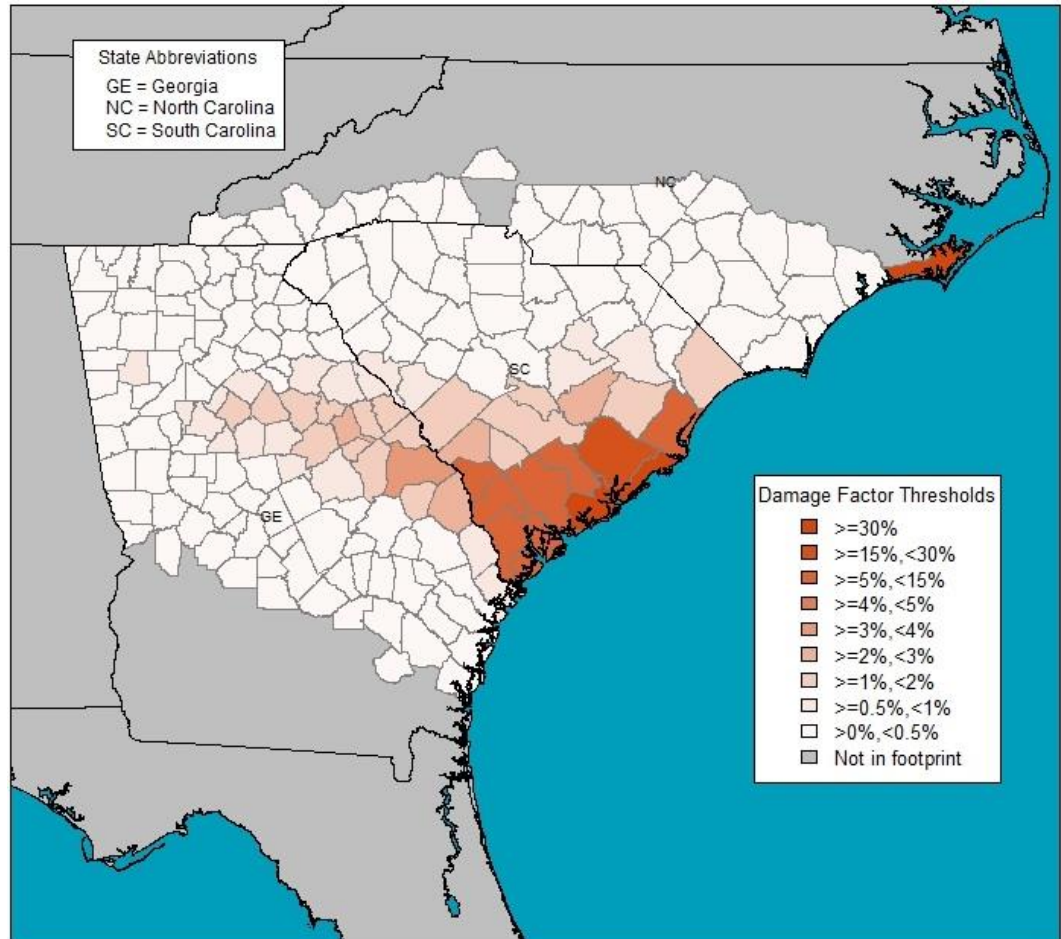 State Abbreviations
GE = Georgia
NC = North Carolina
SC = South Carolina
NC
SC
GE
Damage Factor Thresholds
>=30%
>=15%,<30%
>=5%,<15%
>=4%,<5%
>=3%,<4%
>=2%,<3%
>=1%,<2%
>=0.5%,<1%
>0%,<0.5%
Not in footprint